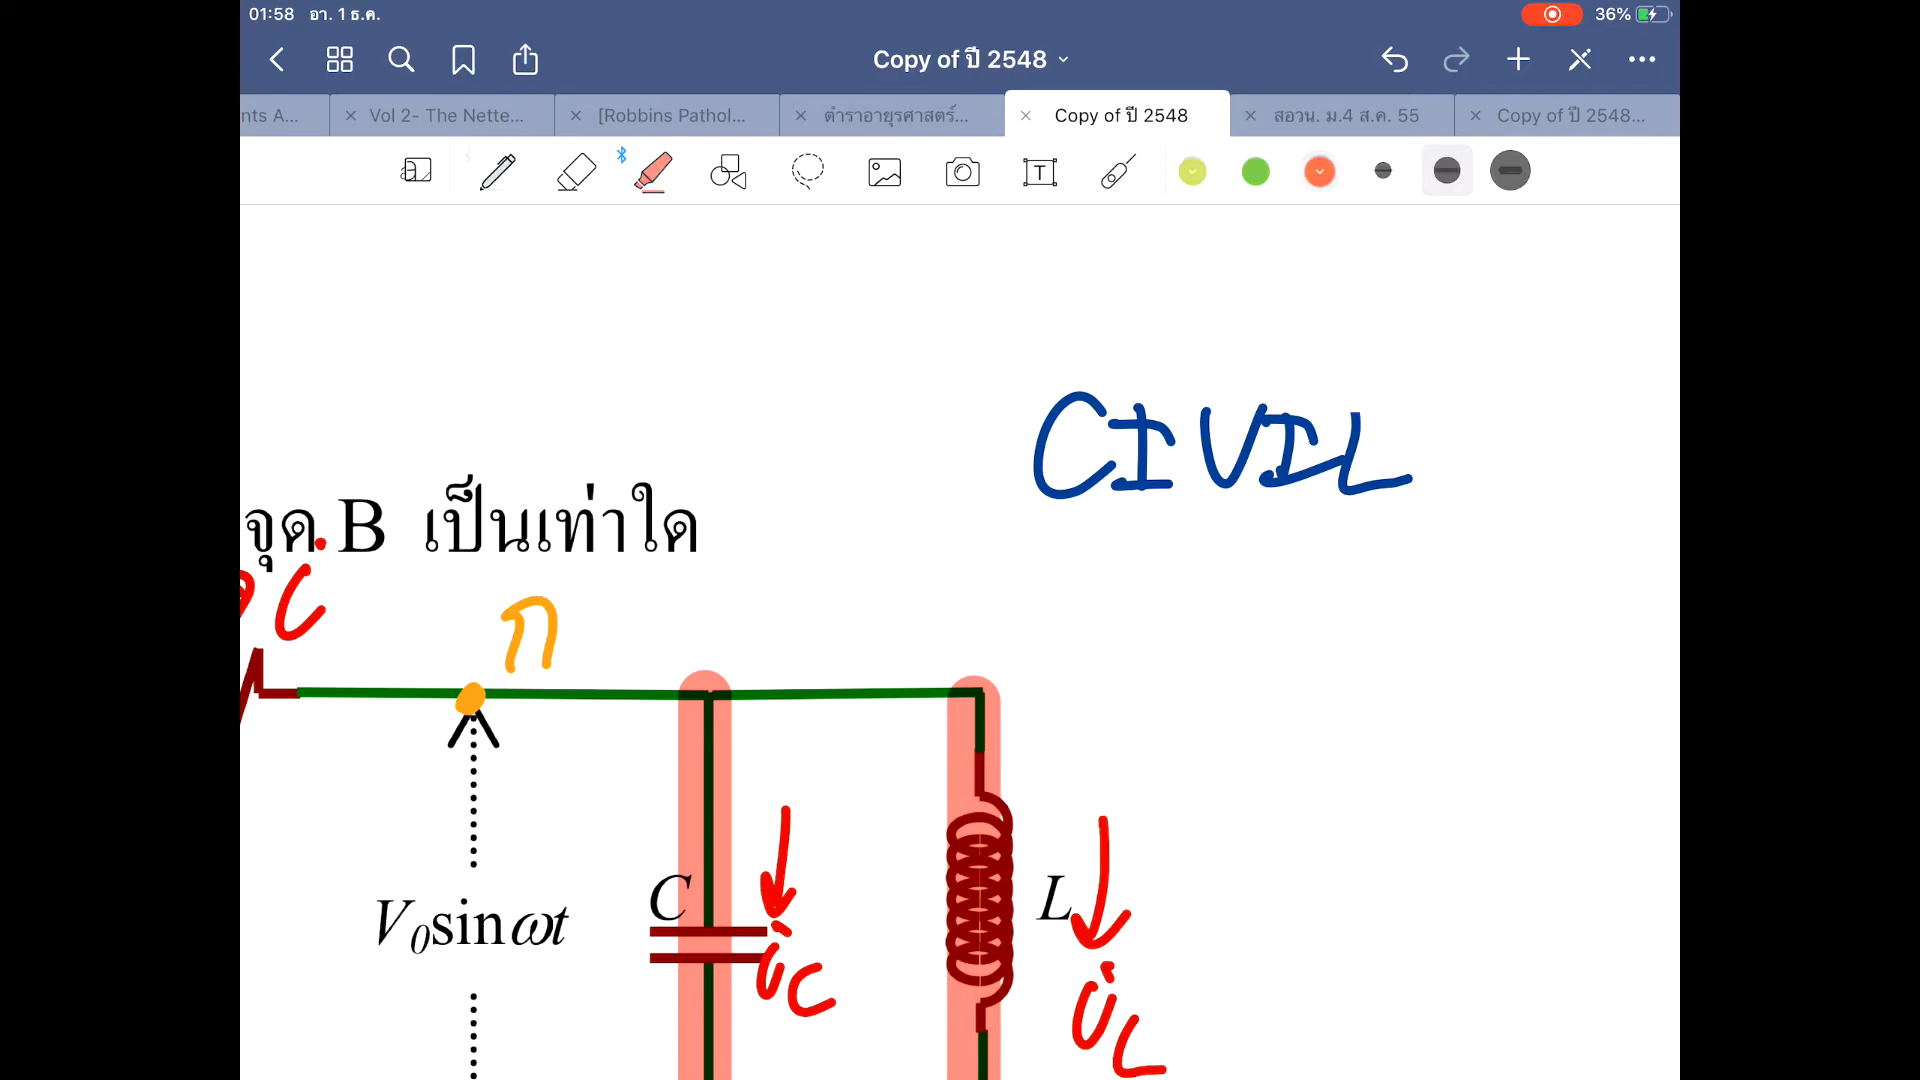 01:58 อา. 1 ธ.ค. 36%
Copy of ปี 2548
nts A... Vol 2- The Nette... [Robbins Pathol... ตำราอายุรศาสตร์... Copy of ปี 2548 สอวน. ม.4 ส.ค. 55 Copy of ปี 2548...
CIVIL
จุด B เป็นเท่าใด
C
ก
C
L
V₀sinωt
i_C
i_L